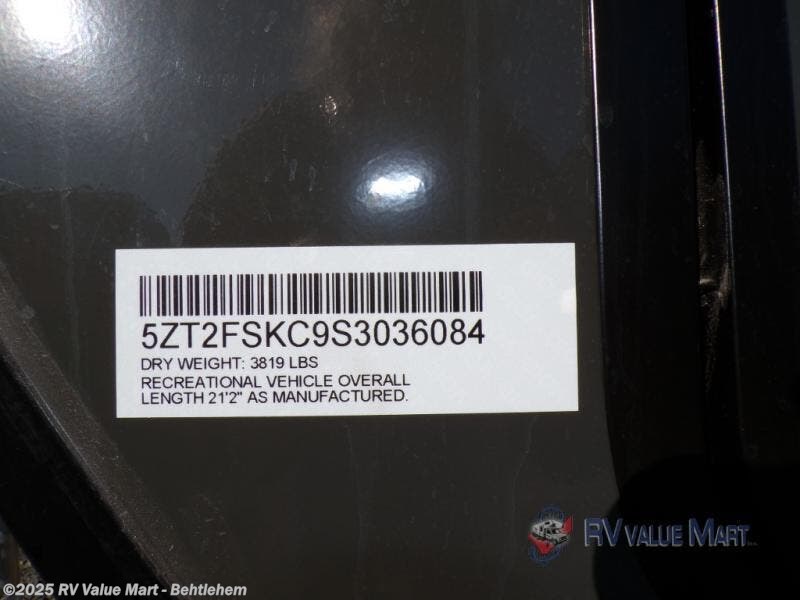 5ZT2FSKC9S3036084
DRY WEIGHT: 3819 LBS
RECREATIONAL VEHICLE OVERALL
LENGTH 21'2" AS MANUFACTURED.
RV VALUE MART
©2025 RV Value Mart - Behtlehem